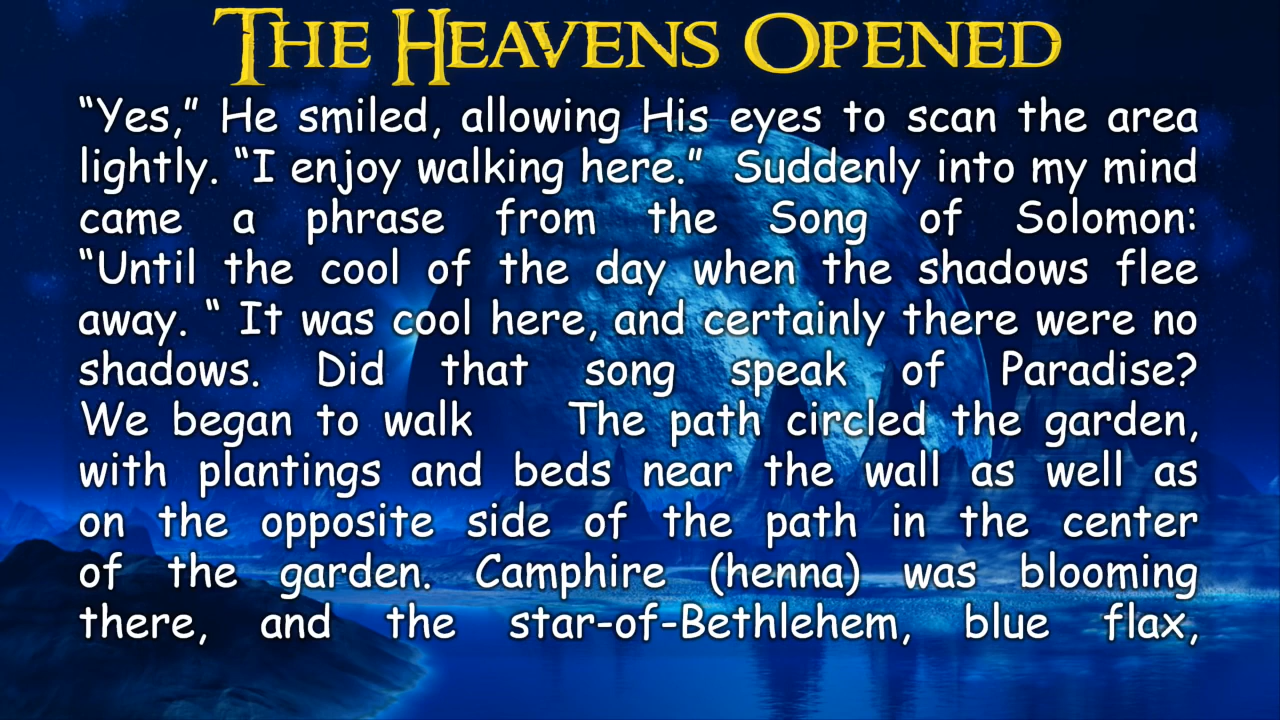 THE HEAVENS OPENED
“Yes,” He smiled, allowing His eyes to scan the area
lightly. “I enjoy walking here.” Suddenly into my mind
came a phrase from the Song of Solomon:
“Until the cool of the day when the shadows flee
away. “ It was cool here, and certainly there were no
shadows. Did that song speak of Paradise?
We began to walk The path circled the garden,
with plantings and beds near the wall as well as
on the opposite side of the path in the center
of the garden. Camphire (henna) was blooming
there, and the star-of-Bethlehem, blue flax,